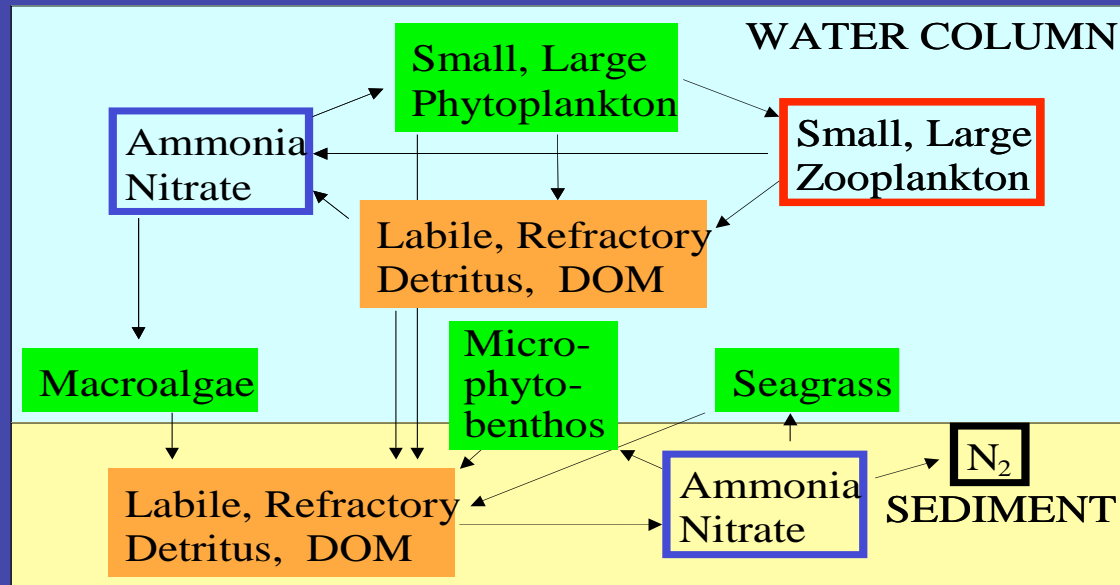 WATER COLUMN
Small, Large
Phytoplankton
Ammonia
Nitrate
Small, Large
Zooplankton
Labile, Refractory
Detritus, DOM
Macroalgae
Micro-
phyto-
benthos
Seagrass
N₂
SEDIMENT
Labile, Refractory
Detritus, DOM
Ammonia
Nitrate